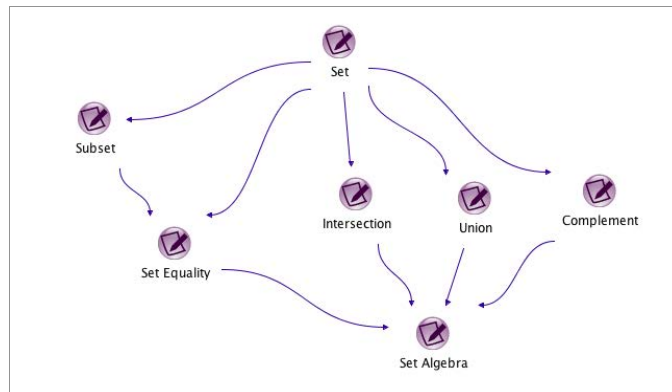 Set
Subset
Intersection
Union
Complement
Set Equality
Set Algebra